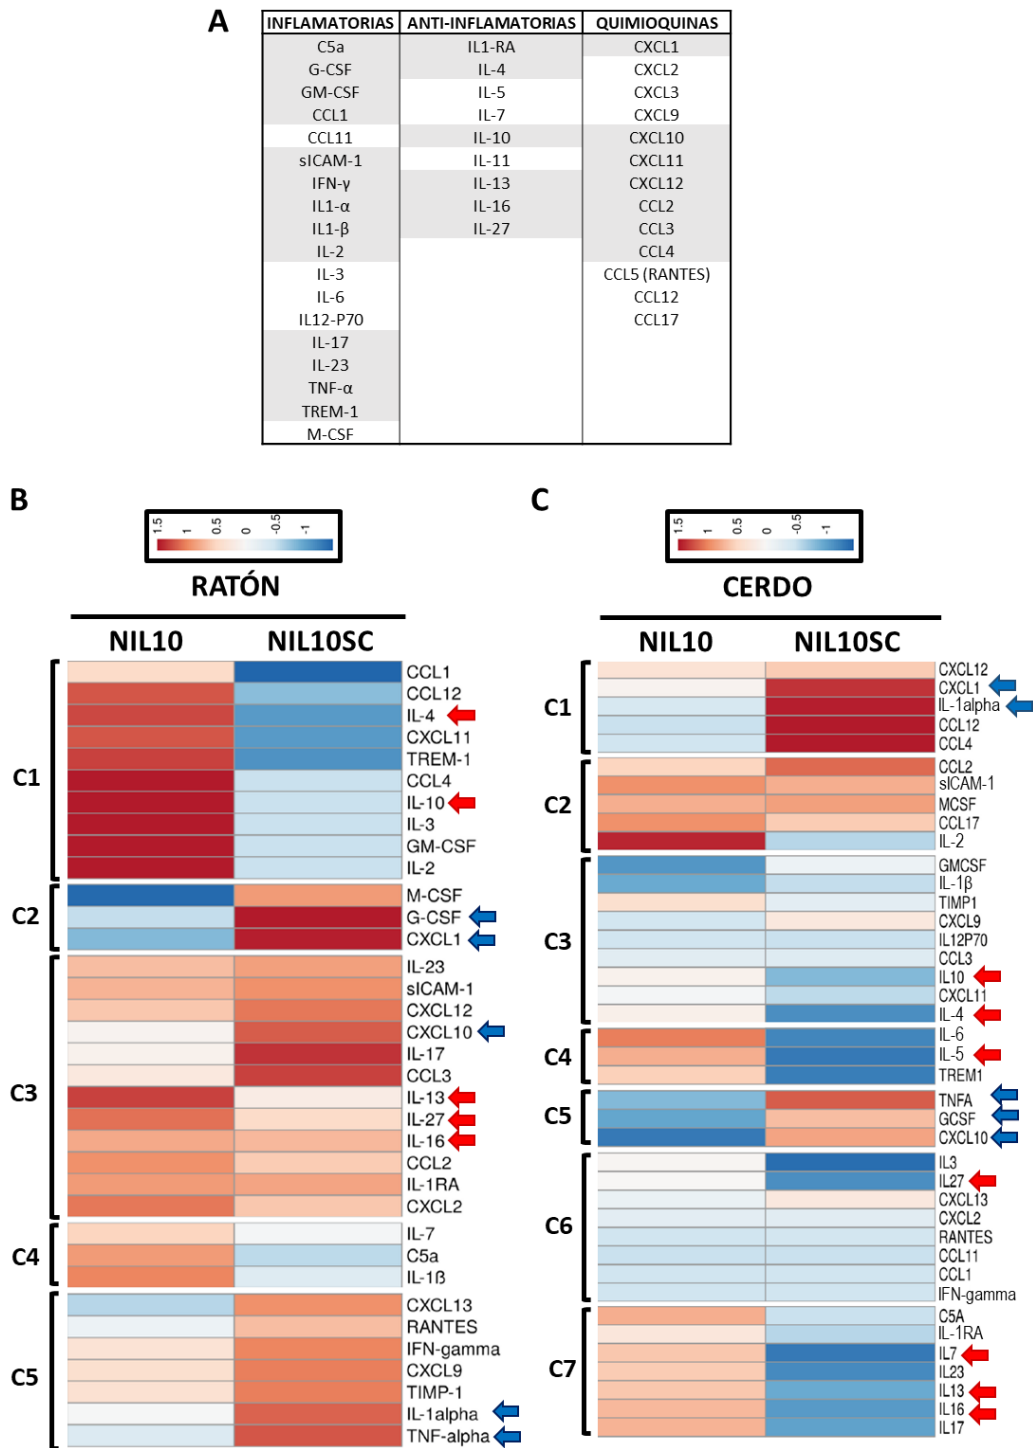 A
INFLAMATORIAS ANTI-INFLAMATORIAS QUIMIOQUINAS
C5a IL1-RA CXCL1
G-CSF IL-4 CXCL2
GM-CSF IL-5 CXCL3
CCL1 IL-7 CXCL9
CCL11 IL-10 CXCL10
sICAM-1 IL-11 CXCL11
IFN-γ IL-13 CXCL12
IL1-α IL-16 CCL2
IL1-β IL-27 CCL3
IL-2 CCL4
IL-3 CCL5 (RANTES)
IL-6 CCL12
IL12-P70 CCL17
IL-17
IL-23
TNF-α
TREM-1
M-CSF
B
1.5 1 0.5 0 -0.5 -1
RATÓN
NIL10 NIL10SC
C1
CCL1
CCL12
IL-4
CXCL11
TREM-1
CCL4
IL-10
IL-3
GM-CSF
IL-2
C2
M-CSF
G-CSF
CXCL1
C3
IL-23
sICAM-1
CXCL12
CXCL10
IL-17
CCL3
IL-13
IL-27
IL-16
CCL2
IL-1RA
CXCL2
C4
IL-7
C5a
IL-1β
C5
CXCL13
RANTES
IFN-gamma
CXCL9
TIMP-1
IL-1alpha
TNF-alpha
C
1.5 1 0.5 0 -0.5 -1
CERDO
NIL10 NIL10SC
C1
CXCL12
CXCL1
IL-1alpha
CCL12
CCL4
C2
CCL2
sICAM-1
MCSF
CCL17
IL-2
C3
GMCSF
IL-1β
TIMP1
CXCL9
IL12P70
CCL3
IL10
CXCL11
IL-4
C4
IL-6
IL-5
TREM1
C5
TNFA
GCSF
CXCL10
C6
IL3
IL27
CXCL13
CXCL2
RANTES
CCL11
CCL1
IFN-gamma
C7
C5A
IL-1RA
IL7
IL23
IL13
IL16
IL17